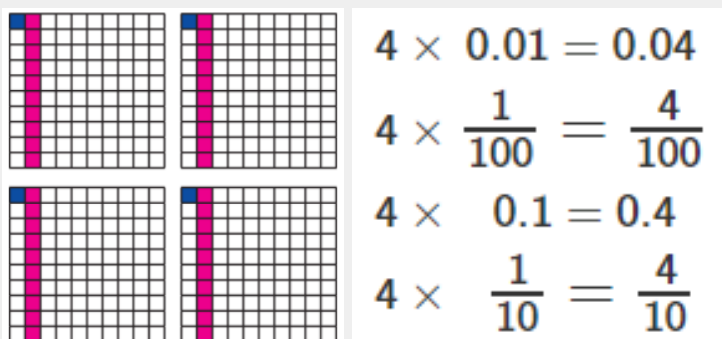 4 × 0.01 = 0.04
4 × 1/100 = 4/100
4 × 0.1 = 0.4
4 × 1/10 = 4/10